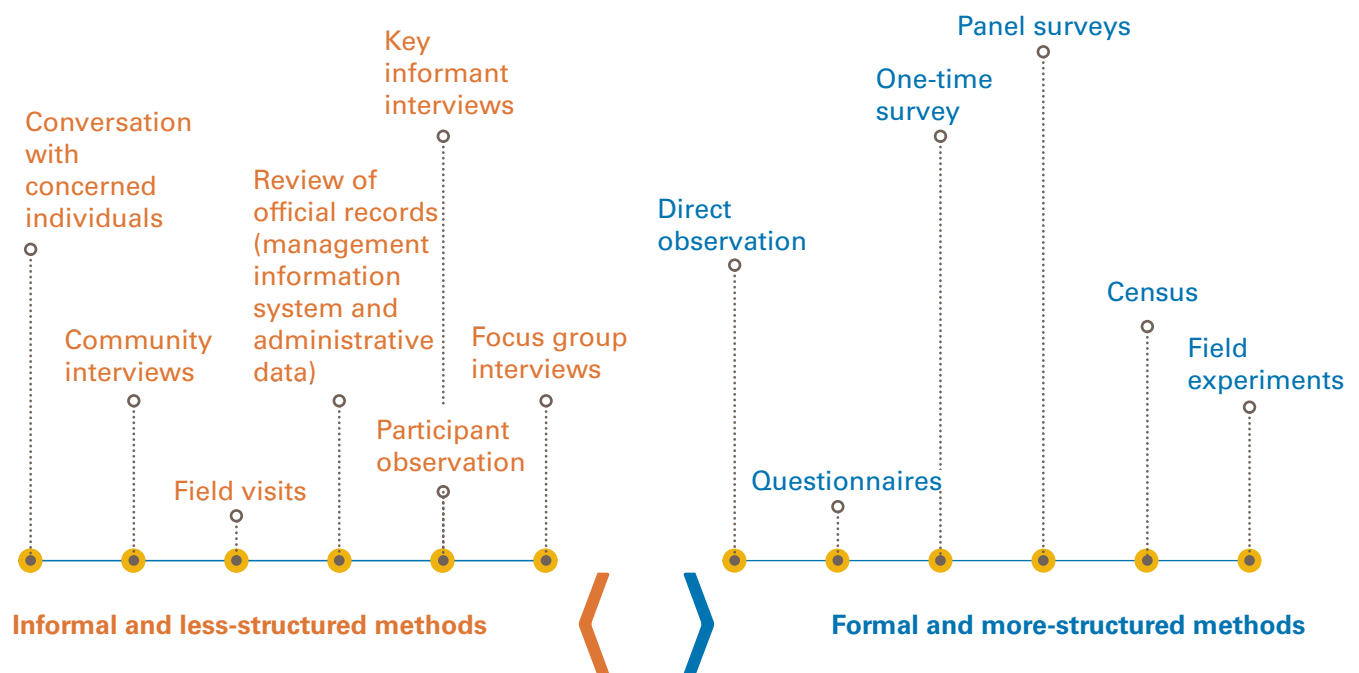 Conversation
with
concerned
individuals
Community
interviews
Field visits
Review of
official records
(management
information
system and
administrative
data)
Key
informant
interviews
Participant
observation
Focus group
interviews
Informal and less-structured methods
Direct
observation
Questionnaires
One-time
survey
Panel surveys
Census
Field
experiments
Formal and more-structured methods